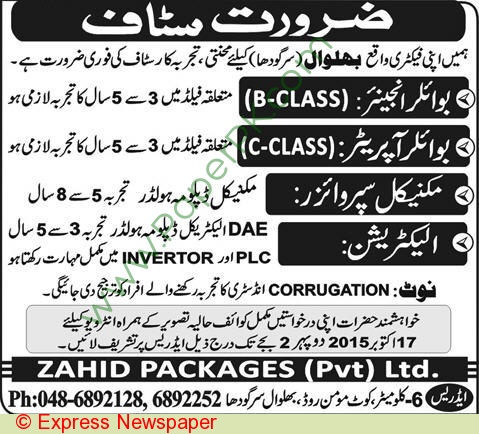 ضرورت سٹاف
ہمیں اپنی فیکٹری واقع بھلوال (سرگودھا) کیلئے محنتی، تجربہ کار سٹاف کی فوری ضرورت ہے۔
بوائلر انجینئر: (B-CLASS) متعلقہ فیلڈ میں 3 سے 5 سال کا تجربہ لازمی ہو
بوائلر آپریٹر: (C-CLASS) متعلقہ فیلڈ میں 3 سے 5 سال کا تجربہ لازمی ہو
مکنیکل سپروائزر: مکنیکل ڈپلومہ ہولڈر تجربہ 5 سے 8 سال
الیکٹریشن: DAE الیکٹریکل ڈپلومہ ہولڈر تجربہ 3 سے 5 سال
PLC اور INVERTOR میں مکمل مہارت رکھتا ہو
نوٹ: CORRUGATION انڈسٹری کا تجربہ رکھنے والے افراد کو ترجیح دی جائیگی۔
خواہشمند حضرات اپنی درخواستیں مکمل کوائف حالیہ تصویر کے ہمراہ انٹرویو کیلئے
17 اکتوبر 2015 دوپہر 2 بجے تک درج ذیل ایڈریس پر تشریف لائیں۔
ZAHID PACKAGES (Pvt) Ltd.
ایڈریس 6-کلومیٹر، کوٹ مومن روڈ، بھلوال سرگودھا Ph:048-6892128, 6892252
www.PaperPk.com
© Express Newspaper